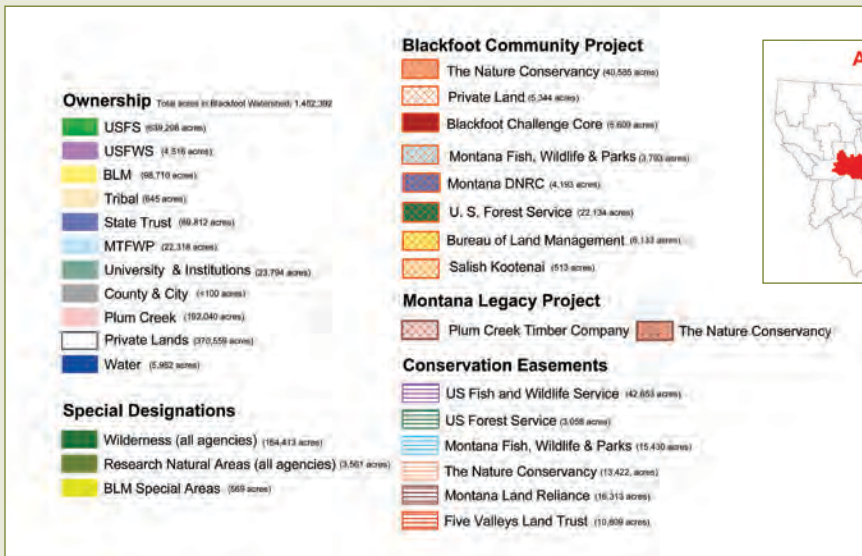 Ownership Total acres in Blackfoot Watershed: 1,452,392
USFS (639,298 acres)
USFWS (4,516 acres)
BLM (98,710 acres)
Tribal (645 acres)
State Trust (69,812 acres)
MTFWP (22,318 acres)
University & Institutions (23,794 acres)
County & City (<100 acres)
Plum Creek (192,040 acres)
Private Lands (370,559 acres)
Water (5,952 acres)
Special Designations
Wilderness (all agencies) (154,413 acres)
Research Natural Areas (all agencies) (3,561 acres)
BLM Special Areas (569 acres)
Blackfoot Community Project
The Nature Conservancy (40,585 acres)
Private Land (5,344 acres)
Blackfoot Challenge Core (5,609 acres)
Montana Fish, Wildlife & Parks (3,793 acres)
Montana DNRC (4,193 acres)
U. S. Forest Service (22,134 acres)
Bureau of Land Management (6,133 acres)
Salish Kootenai (513 acres)
Montana Legacy Project
Plum Creek Timber Company
The Nature Conservancy
Conservation Easements
US Fish and Wildlife Service (42,653 acres)
US Forest Service (3,058 acres)
Montana Fish, Wildlife & Parks (15,430 acres)
The Nature Conservancy (13,422, acres)
Montana Land Reliance (16,313 acres)
Five Valleys Land Trust (10,809 acres)
A